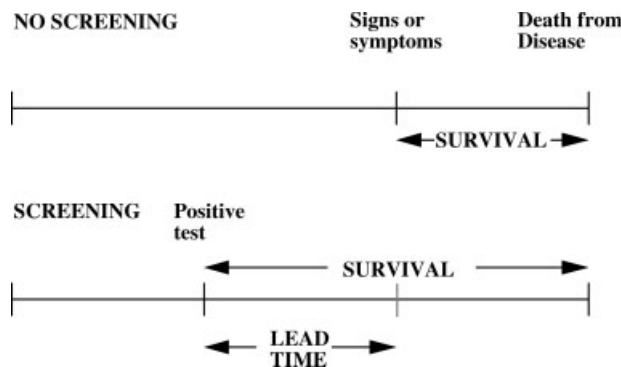 NO SCREENING
Signs or
symptoms
Death from
Disease
SURVIVAL
SCREENING
Positive
test
SURVIVAL
LEAD
TIME